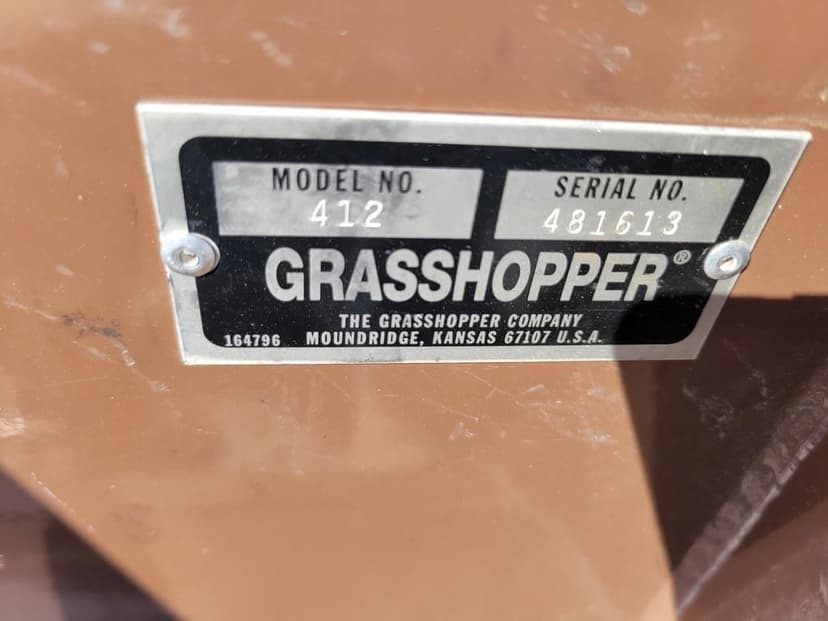 MODEL NO.
412
SERIAL NO.
481613
GRASSHOPPER®
THE GRASSHOPPER COMPANY
164796 MOUNDRIDGE, KANSAS 67107 U.S.A.